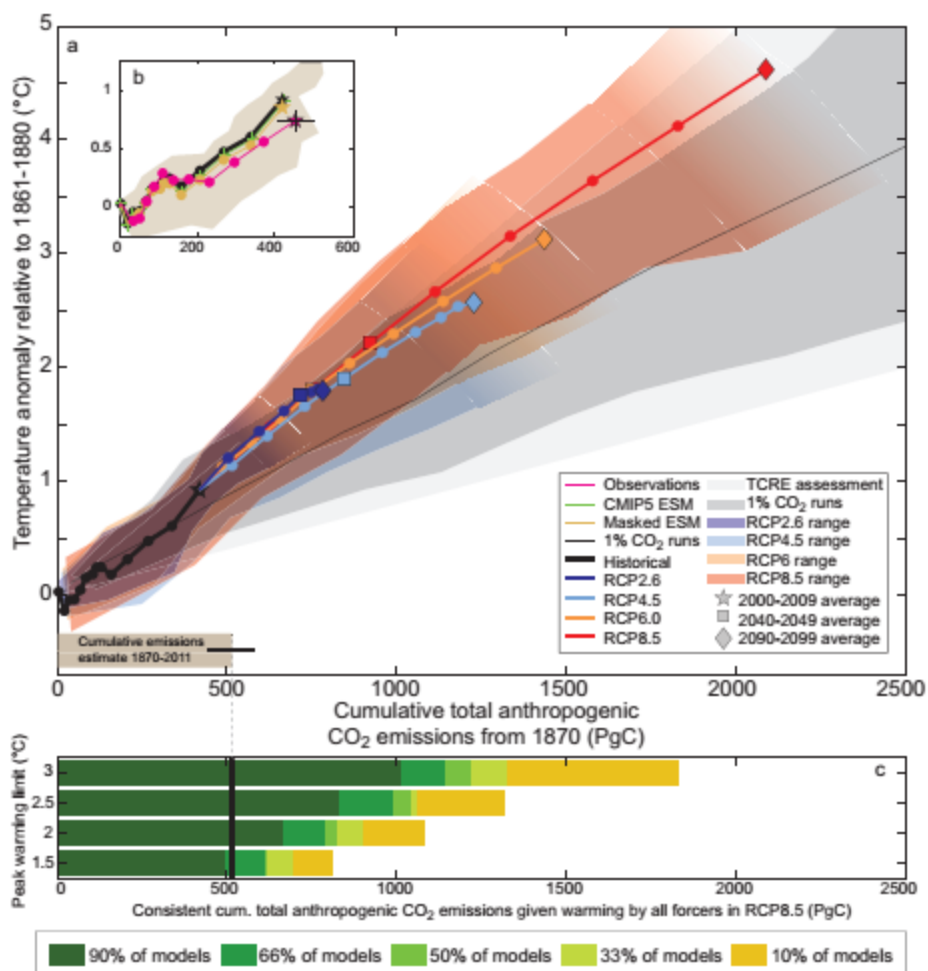 a
5
4
3
2
1
0
Temperature anomaly relative to 1861-1880 (°C)
b
1
0.5
0
0 200 400 600
Observations
CMIP5 ESM
Masked ESM
1% CO₂ runs
Historical
RCP2.6
RCP4.5
RCP6.0
RCP8.5
TCRE assessment
1% CO₂ runs
RCP2.6 range
RCP4.5 range
RCP6 range
RCP8.5 range
2000-2009 average
2040-2049 average
2090-2099 average
Cumulative emissions
estimate 1870-2011
0 500 1000 1500 2000 2500
Cumulative total anthropogenic
CO₂ emissions from 1870 (PgC)
c
Peak warming limit (°C)
3
2.5
2
1.5
0 500 1000 1500 2000 2500
Consistent cum. total anthropogenic CO₂ emissions given warming by all forcers in RCP8.5 (PgC)
90% of models 66% of models 50% of models 33% of models 10% of models